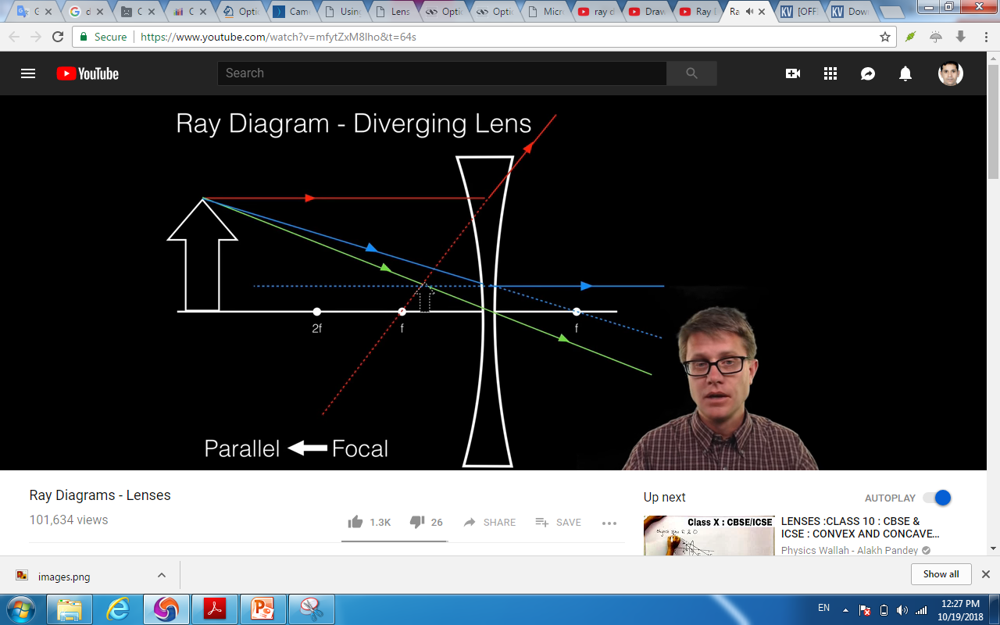 G
d
C
C
Optic
Came
Using
Lens
Optic
Optic
Micro
ray d
Draw
Ray D
Ra
[OFF
Down
Secure
https://www.youtube.com/watch?v=mfytZxM8lho&t=64s
YouTube
Search
Ray Diagram - Diverging Lens
2f
f
f
Parallel
Focal
Ray Diagrams - Lenses
101,634 views
1.3K
26
SHARE
SAVE
Up next
AUTOPLAY
Class X : CBSE/ICSE
LENSES :CLASS 10 : CBSE &
ICSE : CONVEX AND CONCAVE...
Physics Wallah - Alakh Pandey
images.png
Show all
EN
12:27 PM
10/19/2018